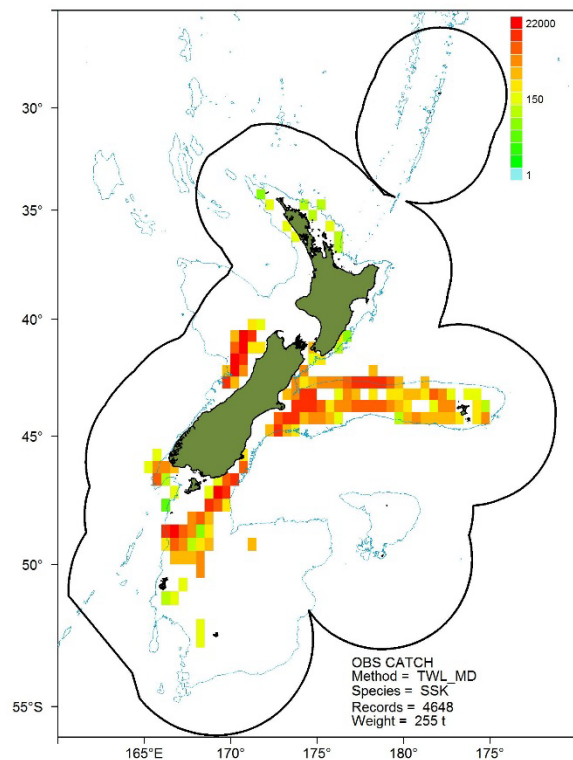 22000
150
1
30°
35°
40°
45°
50°
55°S
165°E
170°
175°
180°
175°
OBS CATCH
Method = TWL_MD
Species = SSK
Records = 4648
Weight = 255 t